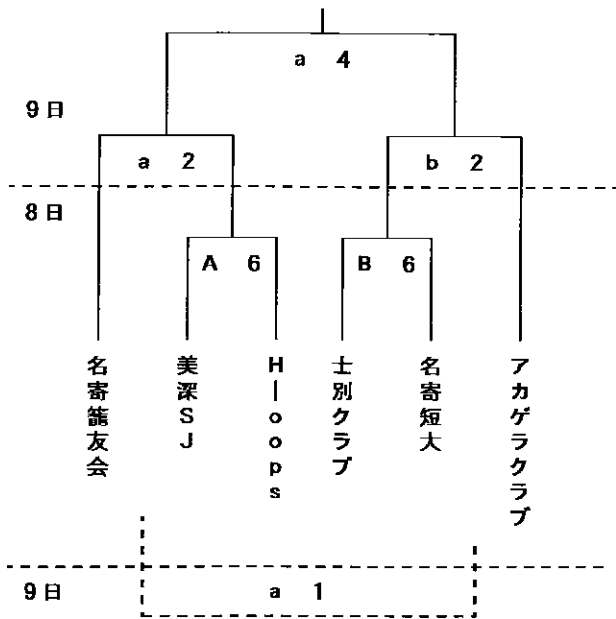 a 4
9日
a 2
b 2
8日
A 6
B 6
名寄籠友会
美深SJ
H-loops
士別クラブ
名寄短大
アカゲラクラブ
9日
a 1